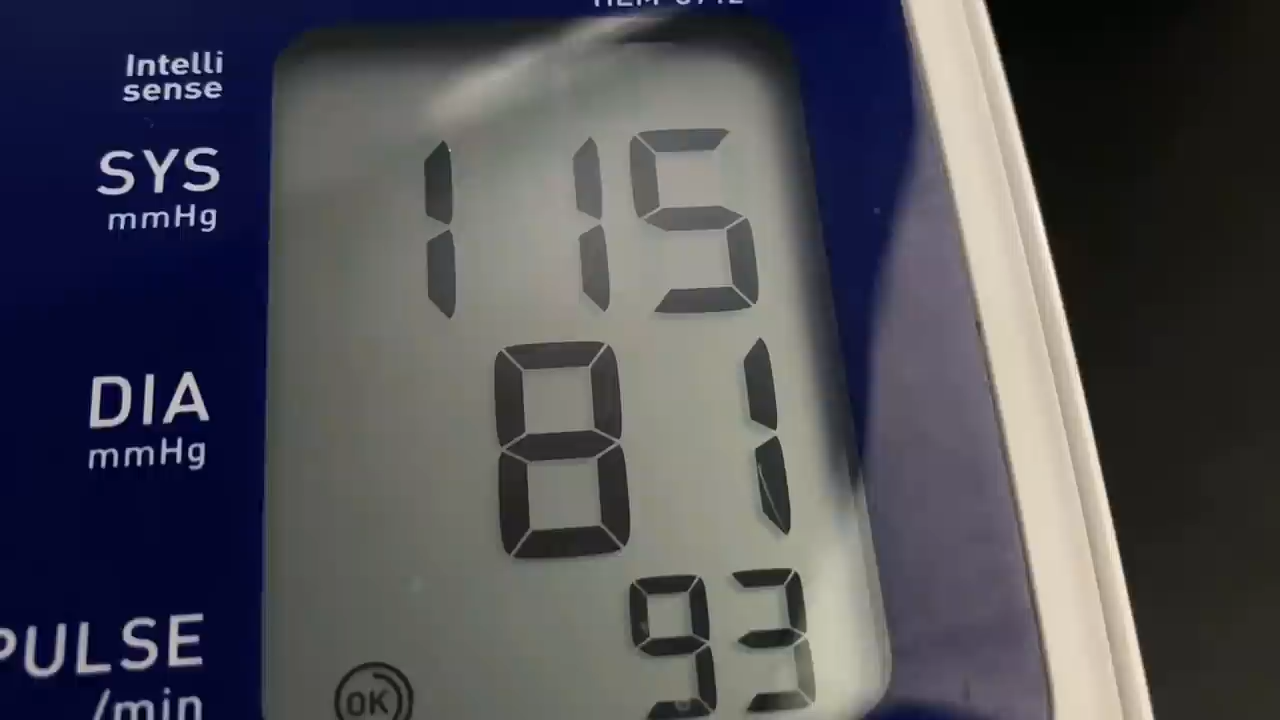 Intelli
sense
SYS
mmHg
115
DIA
mmHg
81
PULSE
/min
93
OK